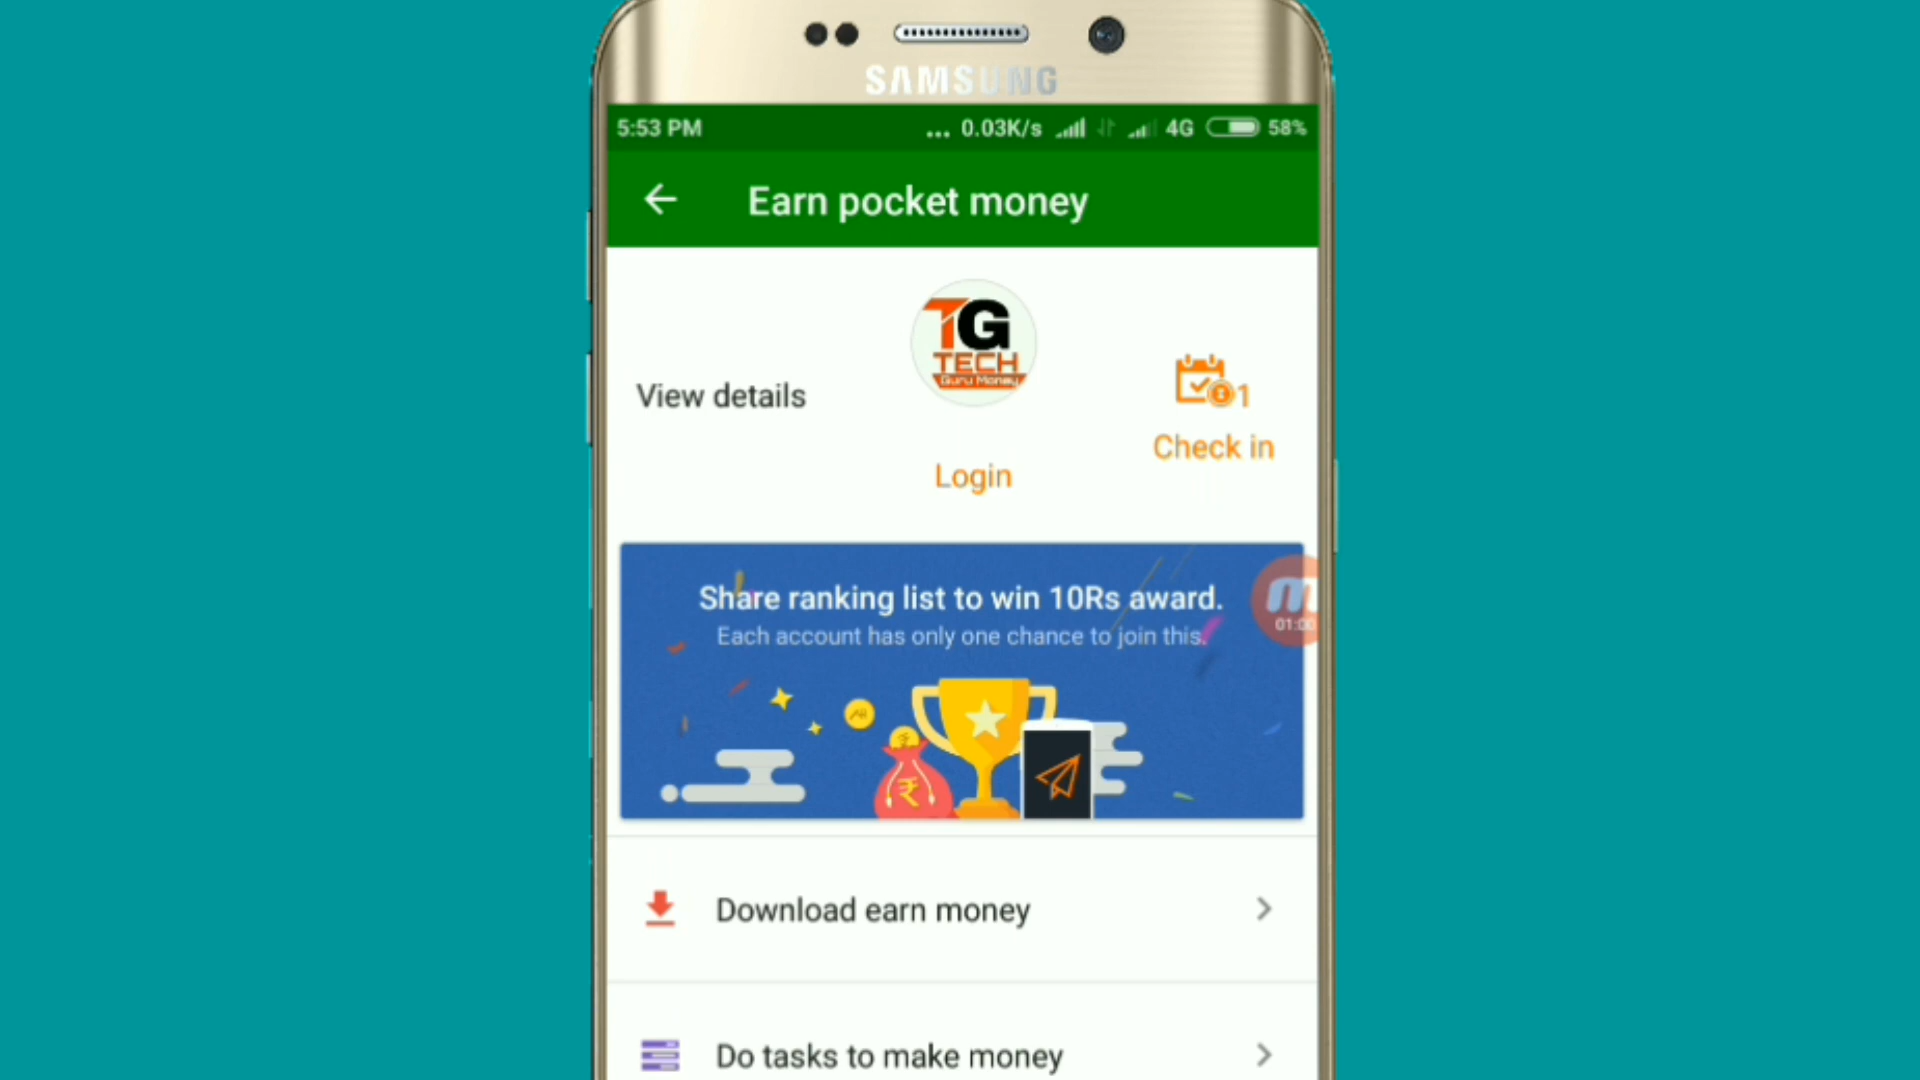 SAMSUNG
5:53 PM ... 0.03K/s 4G 58%
Earn pocket money
TG
TECH
Guru Money
View details
1
Check in
Login
Share ranking list to win 10Rs award.
Each account has only one chance to join this.
01:00
₹
₹
Download earn money
Do tasks to make money